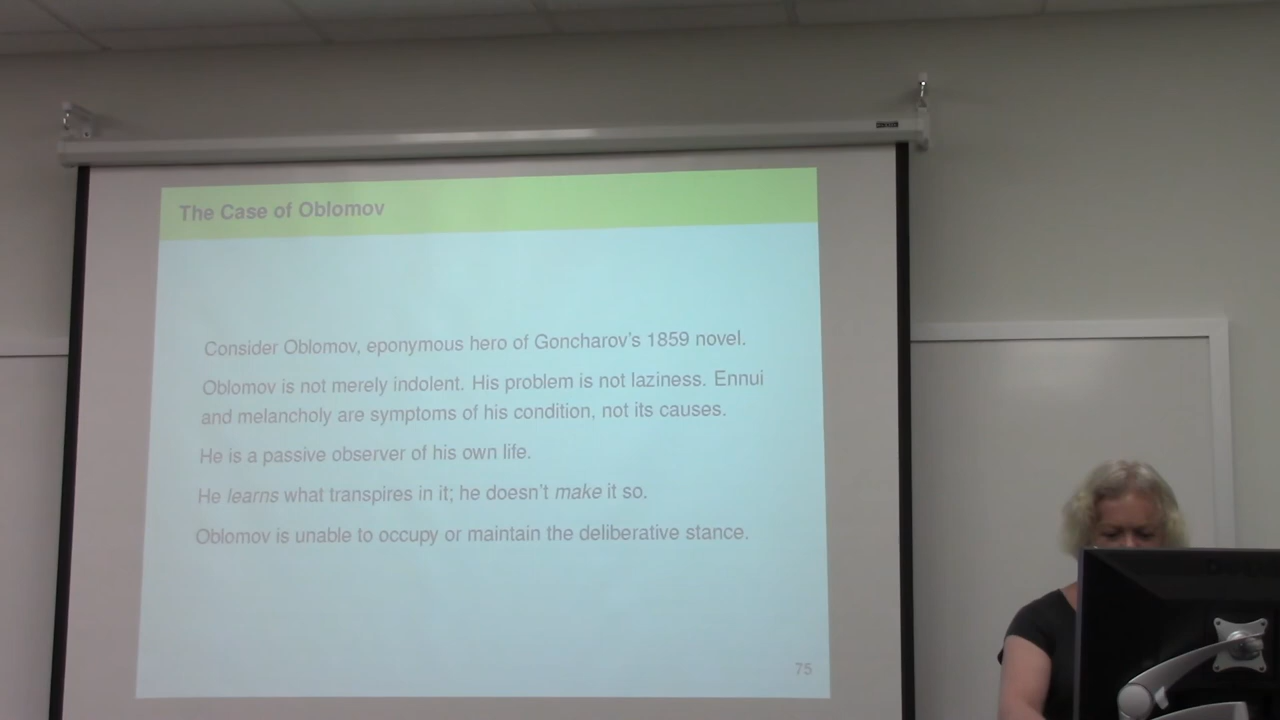 The Case of Oblomov
Consider Oblomov, eponymous hero of Goncharov's 1859 novel.
Oblomov is not merely indolent. His problem is not laziness. Ennui
and melancholy are symptoms of his condition, not its causes.
He is a passive observer of his own life.
He learns what transpires in it; he doesn't make it so.
Oblomov is unable to occupy or maintain the deliberative stance.
75